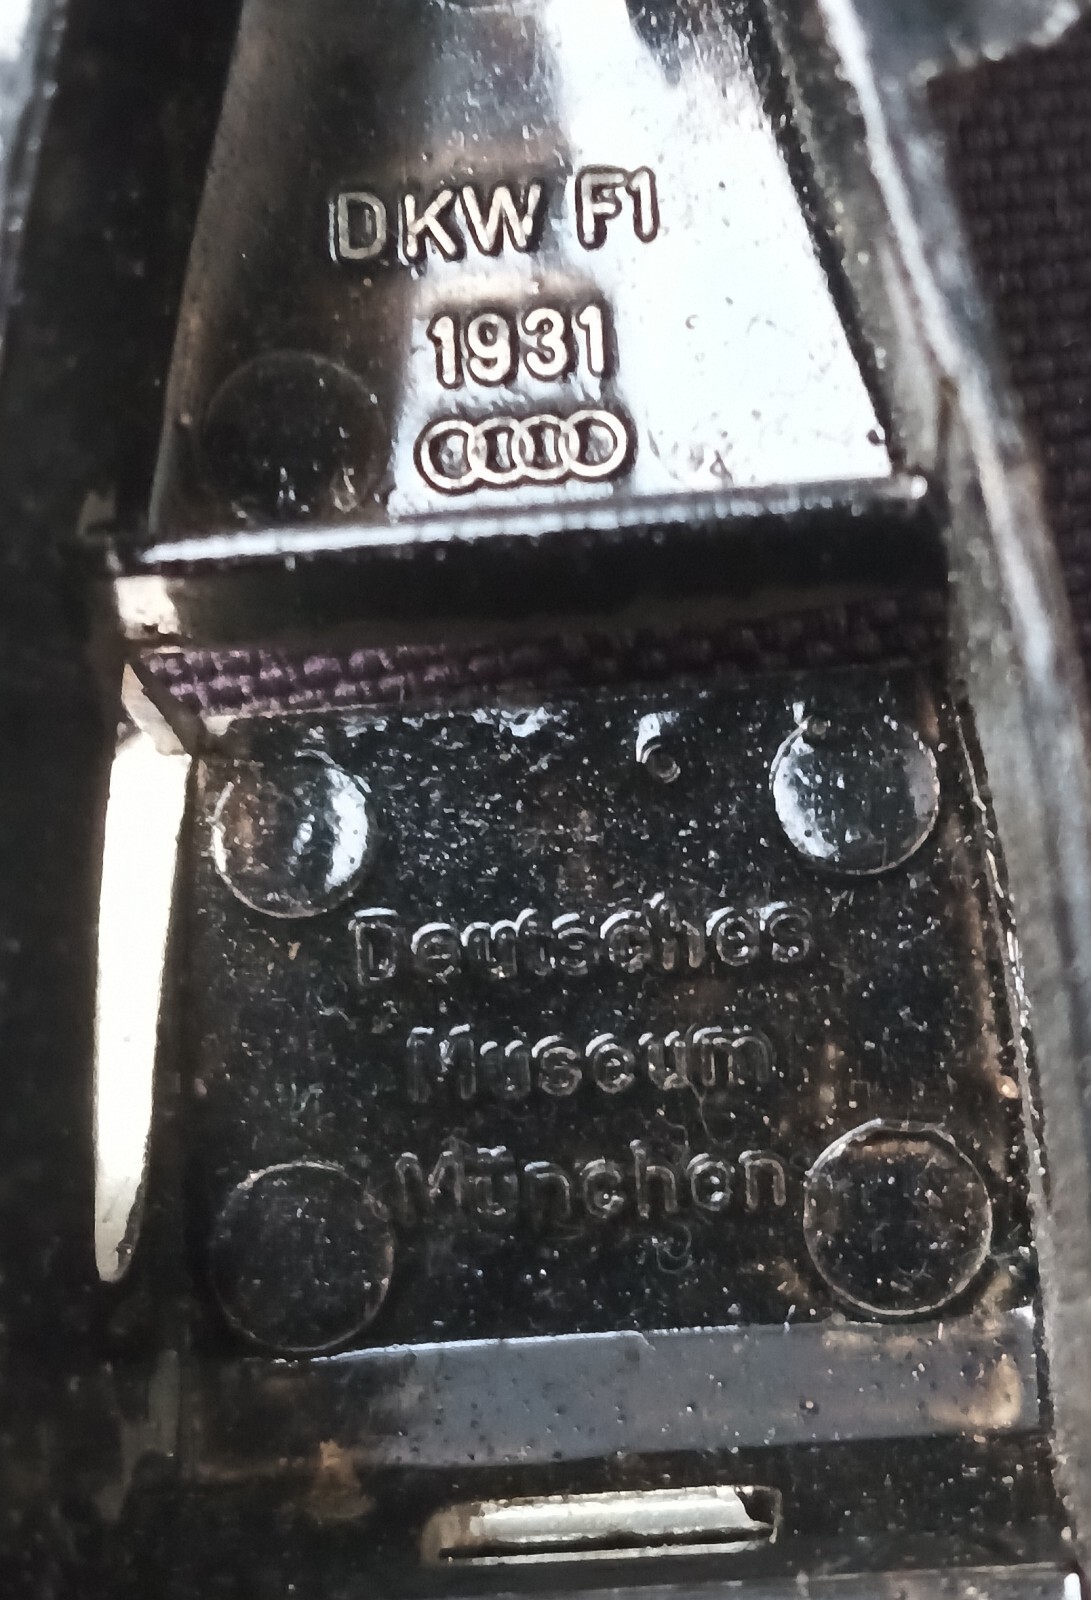 DKW F1
1931
Deutsches
Museum
München